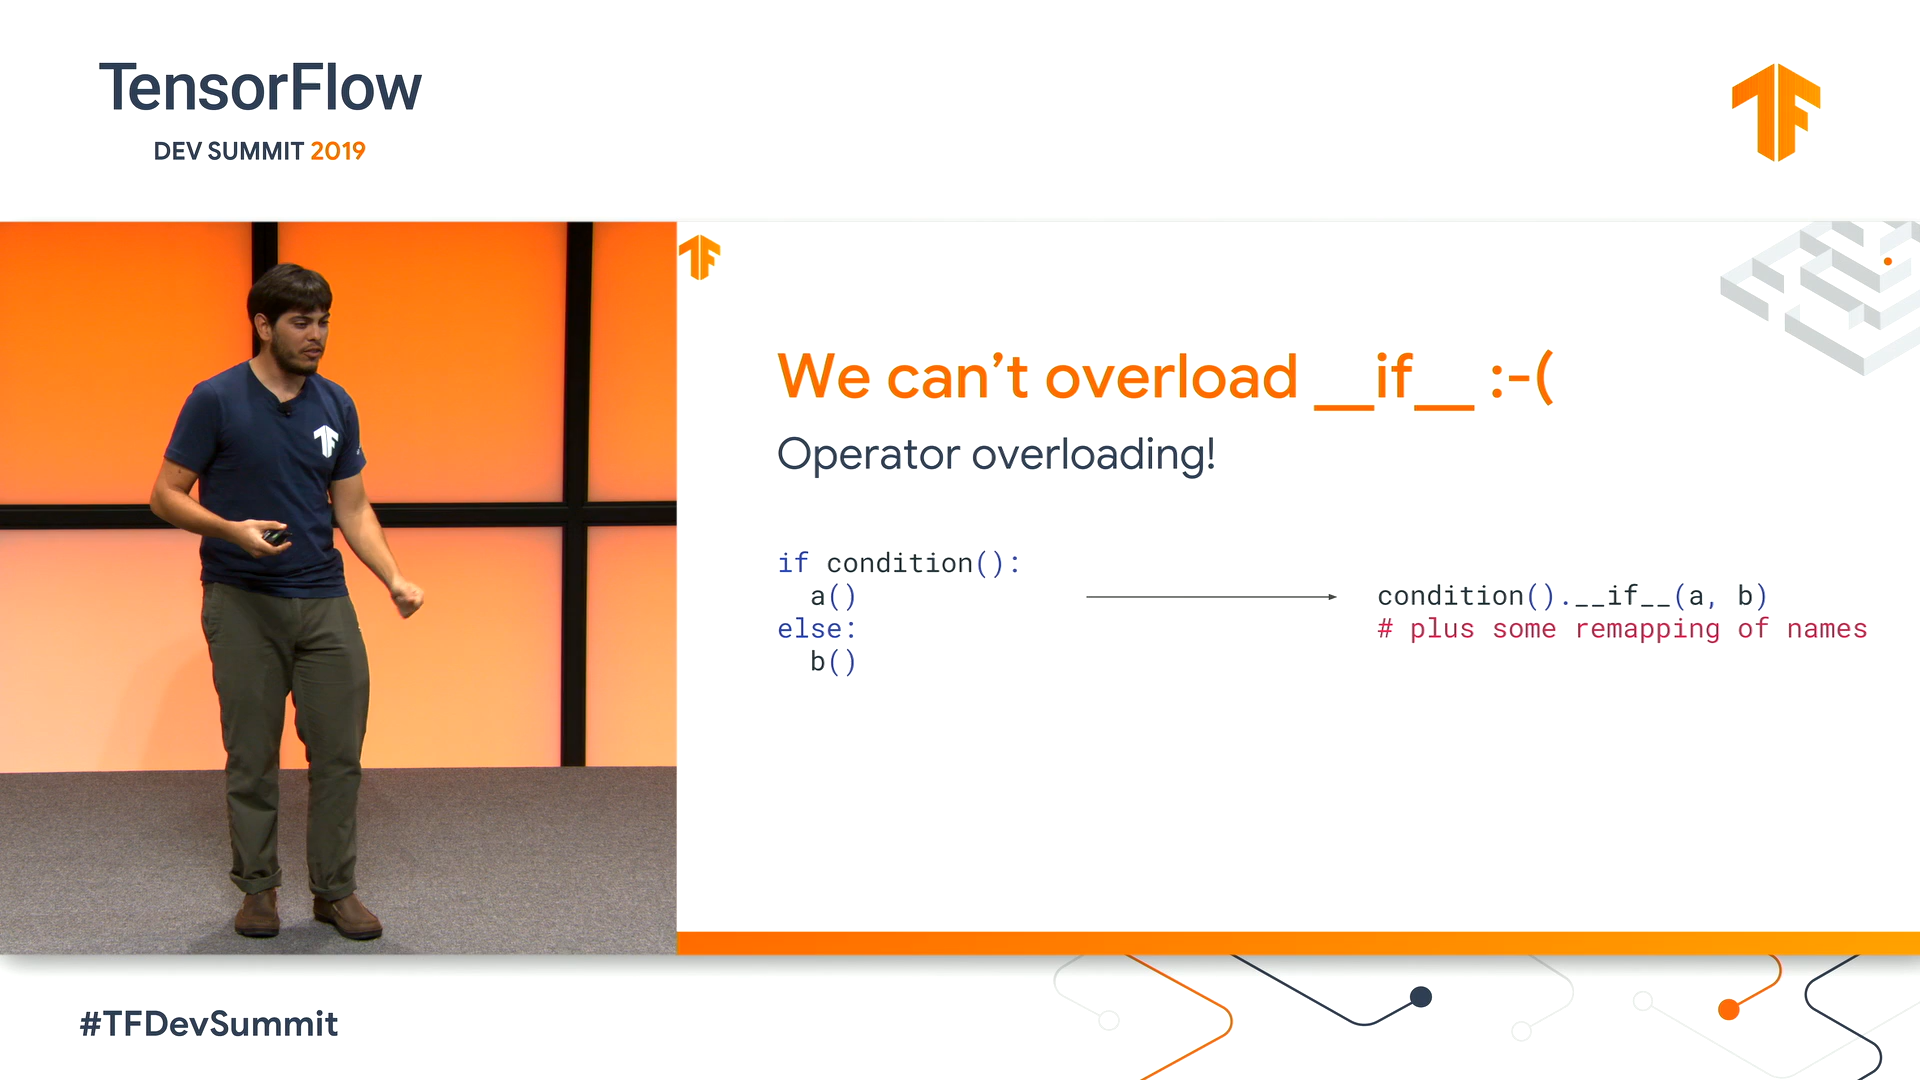 TensorFlow
DEV SUMMIT 2019
We can’t overload __if__ :-(
Operator overloading!
if condition():
  a()
else:
  b()
condition().__if__(a, b)
# plus some remapping of names
#TFDevSummit